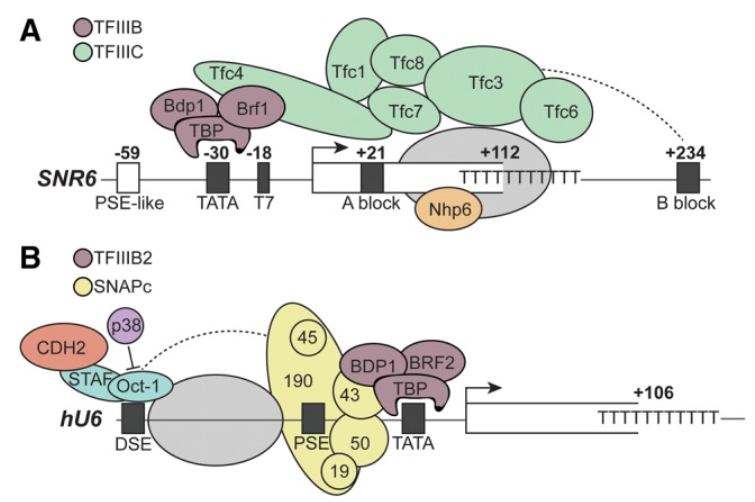 A
TFIIIB
TFIIIC
Tfc4
Tfc1
Tfc8
Tfc3
Tfc7
Tfc6
Bdp1
Brf1
TBP
-59
-30
-18
+21
+112
+234
SNR6
TTTTTTTTTTTT
PSE-like
TATA
T7
A block
Nhp6
B block
B
TFIIIB2
SNAPc
p38
CDH2
STAF
Oct-1
45
190
43
BDP1
BRF2
TBP
+106
hU6
TTTTTTTTTTT
DSE
PSE
50
TATA
19